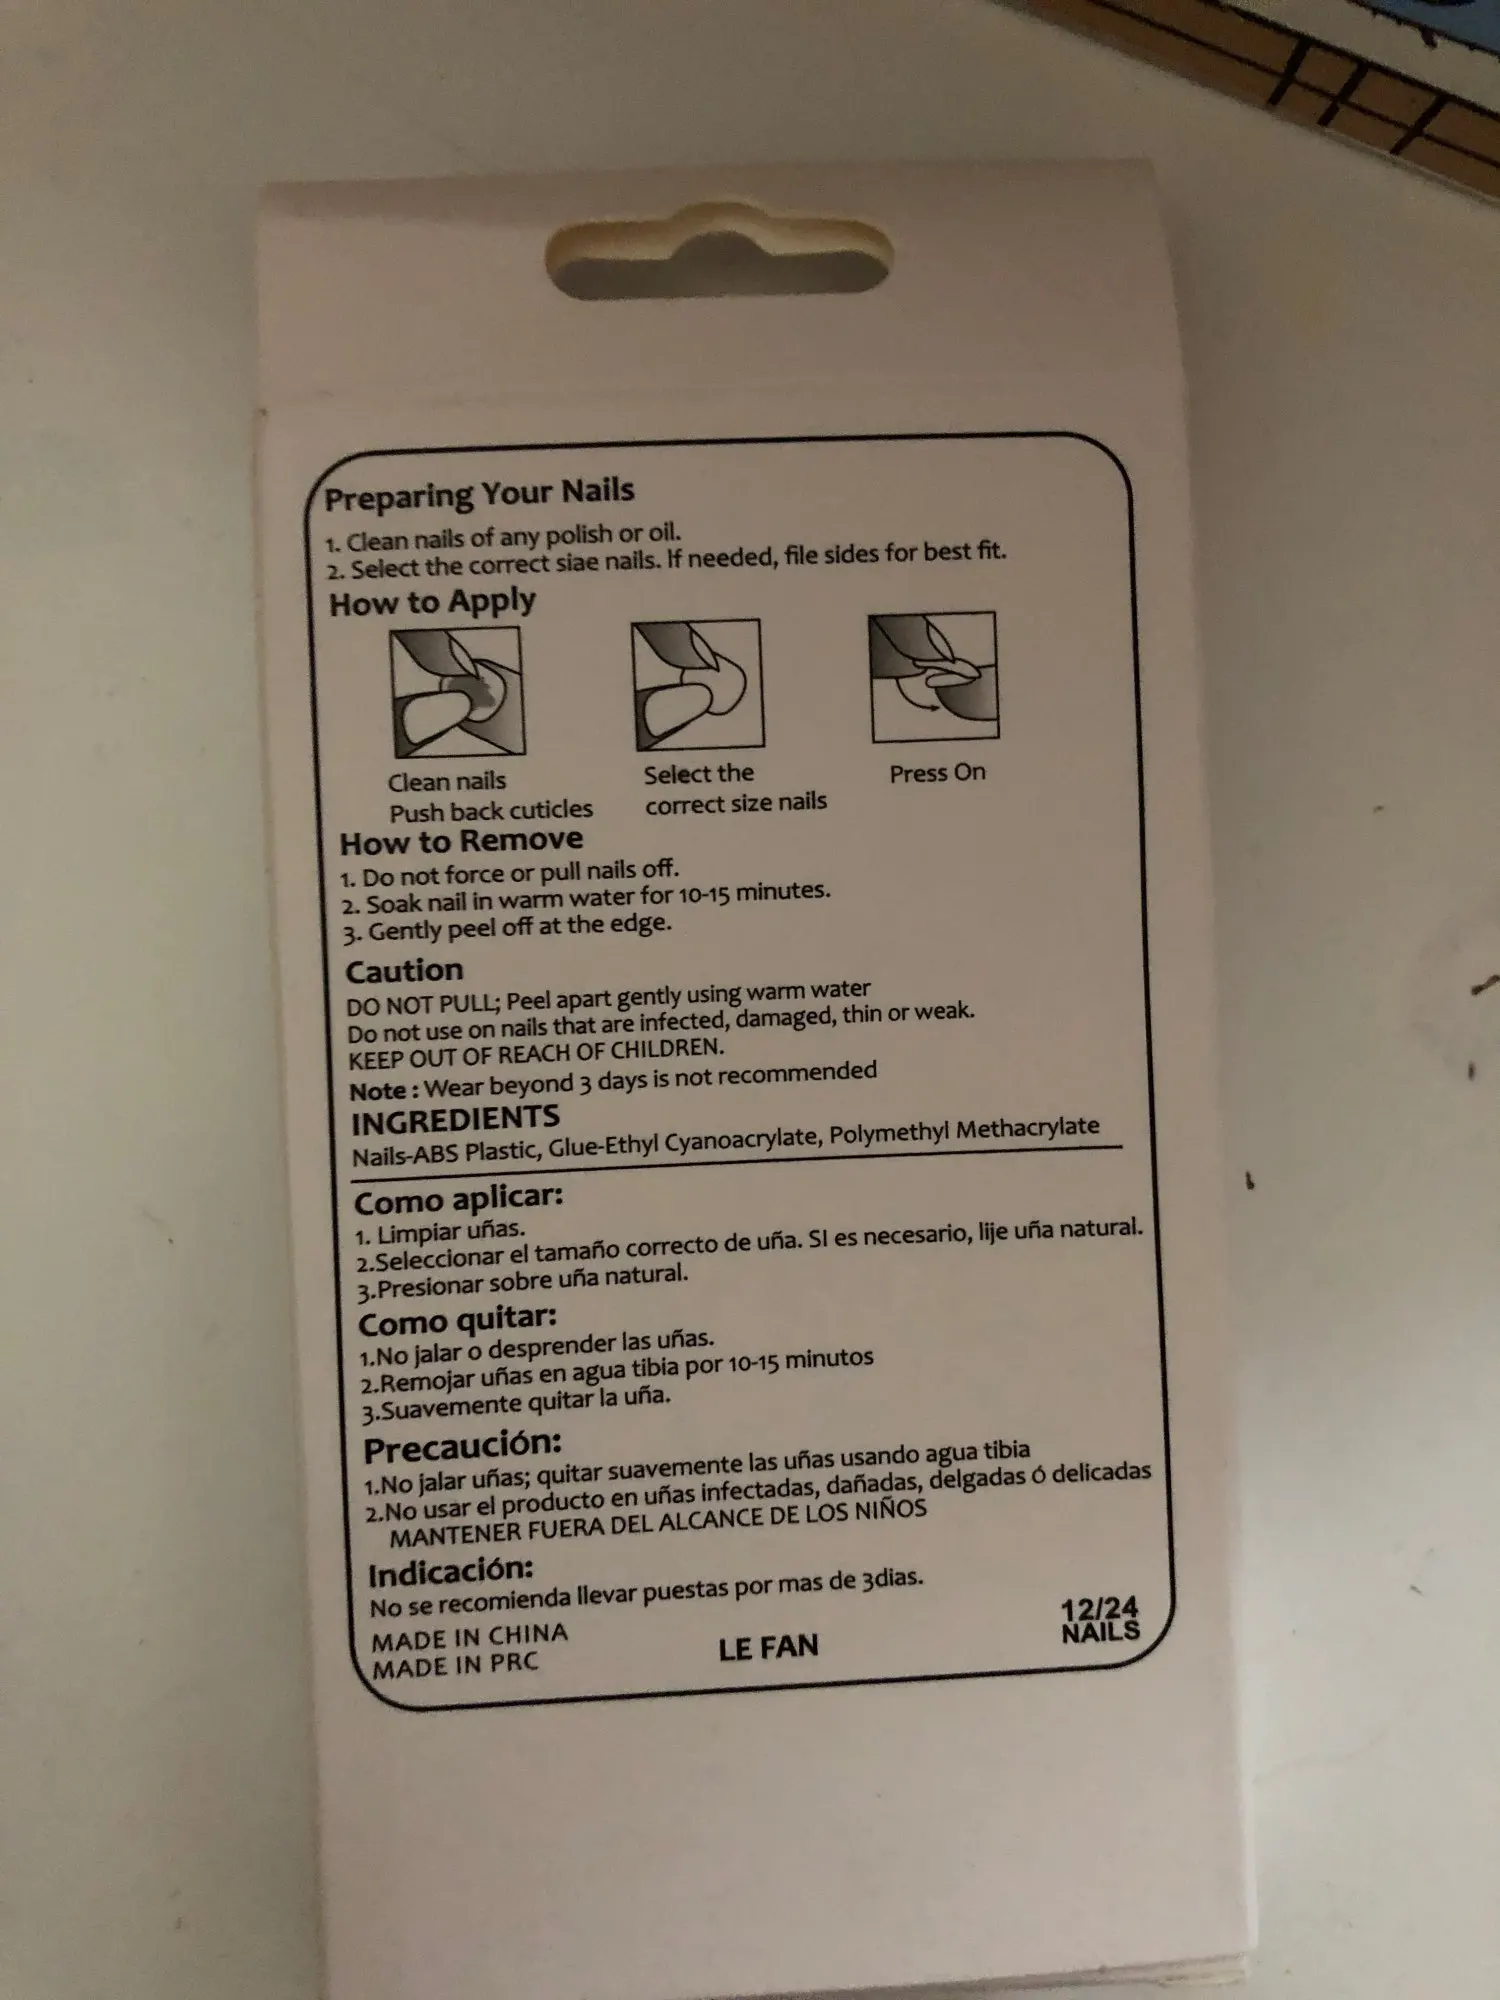 Preparing Your Nails
1. Clean nails of any polish or oil.
2. Select the correct siae nails. If needed, file sides for best fit.
How to Apply
Clean nails
Push back cuticles
Select the
correct size nails
Press On
How to Remove
1. Do not force or pull nails off.
2. Soak nail in warm water for 10-15 minutes.
3. Gently peel off at the edge.
Caution
DO NOT PULL; Peel apart gently using warm water
Do not use on nails that are infected, damaged, thin or weak.
KEEP OUT OF REACH OF CHILDREN.
Note : Wear beyond 3 days is not recommended
INGREDIENTS
Nails-ABS Plastic, Glue-Ethyl Cyanoacrylate, Polymethyl Methacrylate
Como aplicar:
1. Limpiar uñas.
2.Seleccionar el tamaño correcto de uña. SI es necesario, lije uña natural.
3.Presionar sobre uña natural.
Como quitar:
1.No jalar o desprender las uñas.
2.Remojar uñas en agua tibia por 10-15 minutos
3.Suavemente quitar la uña.
Precaución:
1.No jalar uñas; quitar suavemente las uñas usando agua tibia
2.No usar el producto en uñas infectadas, dañadas, delgadas ó delicadas
MANTENER FUERA DEL ALCANCE DE LOS NIÑOS
Indicación:
No se recomienda llevar puestas por mas de 3dias.
MADE IN CHINA
MADE IN PRC
LE FAN
12/24
NAILS